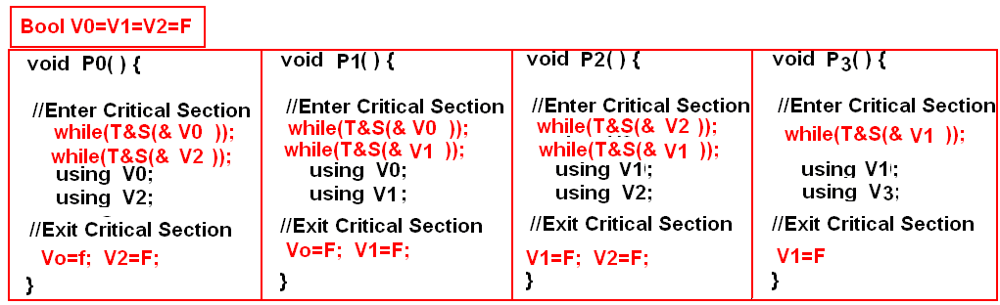 Bool V0=V1=V2=F
void P0( ) {
//Enter Critical Section
while(T&S(& V0 ));
while(T&S(& V2 ));
using V0;
using V2;
//Exit Critical Section
Vo=f; V2=F;
}
void P1( ) {
//Enter Critical Section
while(T&S(& V0 ));
while(T&S(& V1 ));
using V0;
using V1 ;
//Exit Critical Section
Vo=F; V1=F;
}
void P2( ) {
//Enter Critical Section
while(T&S(& V2 ));
while(T&S(& V1 ));
using V1 ;
using V2;
//Exit Critical Section
V1=F; V2=F;
}
void P3( ) {
//Enter Critical Section
while(T&S(& V1 ));
using V1 ;
using V3;
//Exit Critical Section
V1=F
}